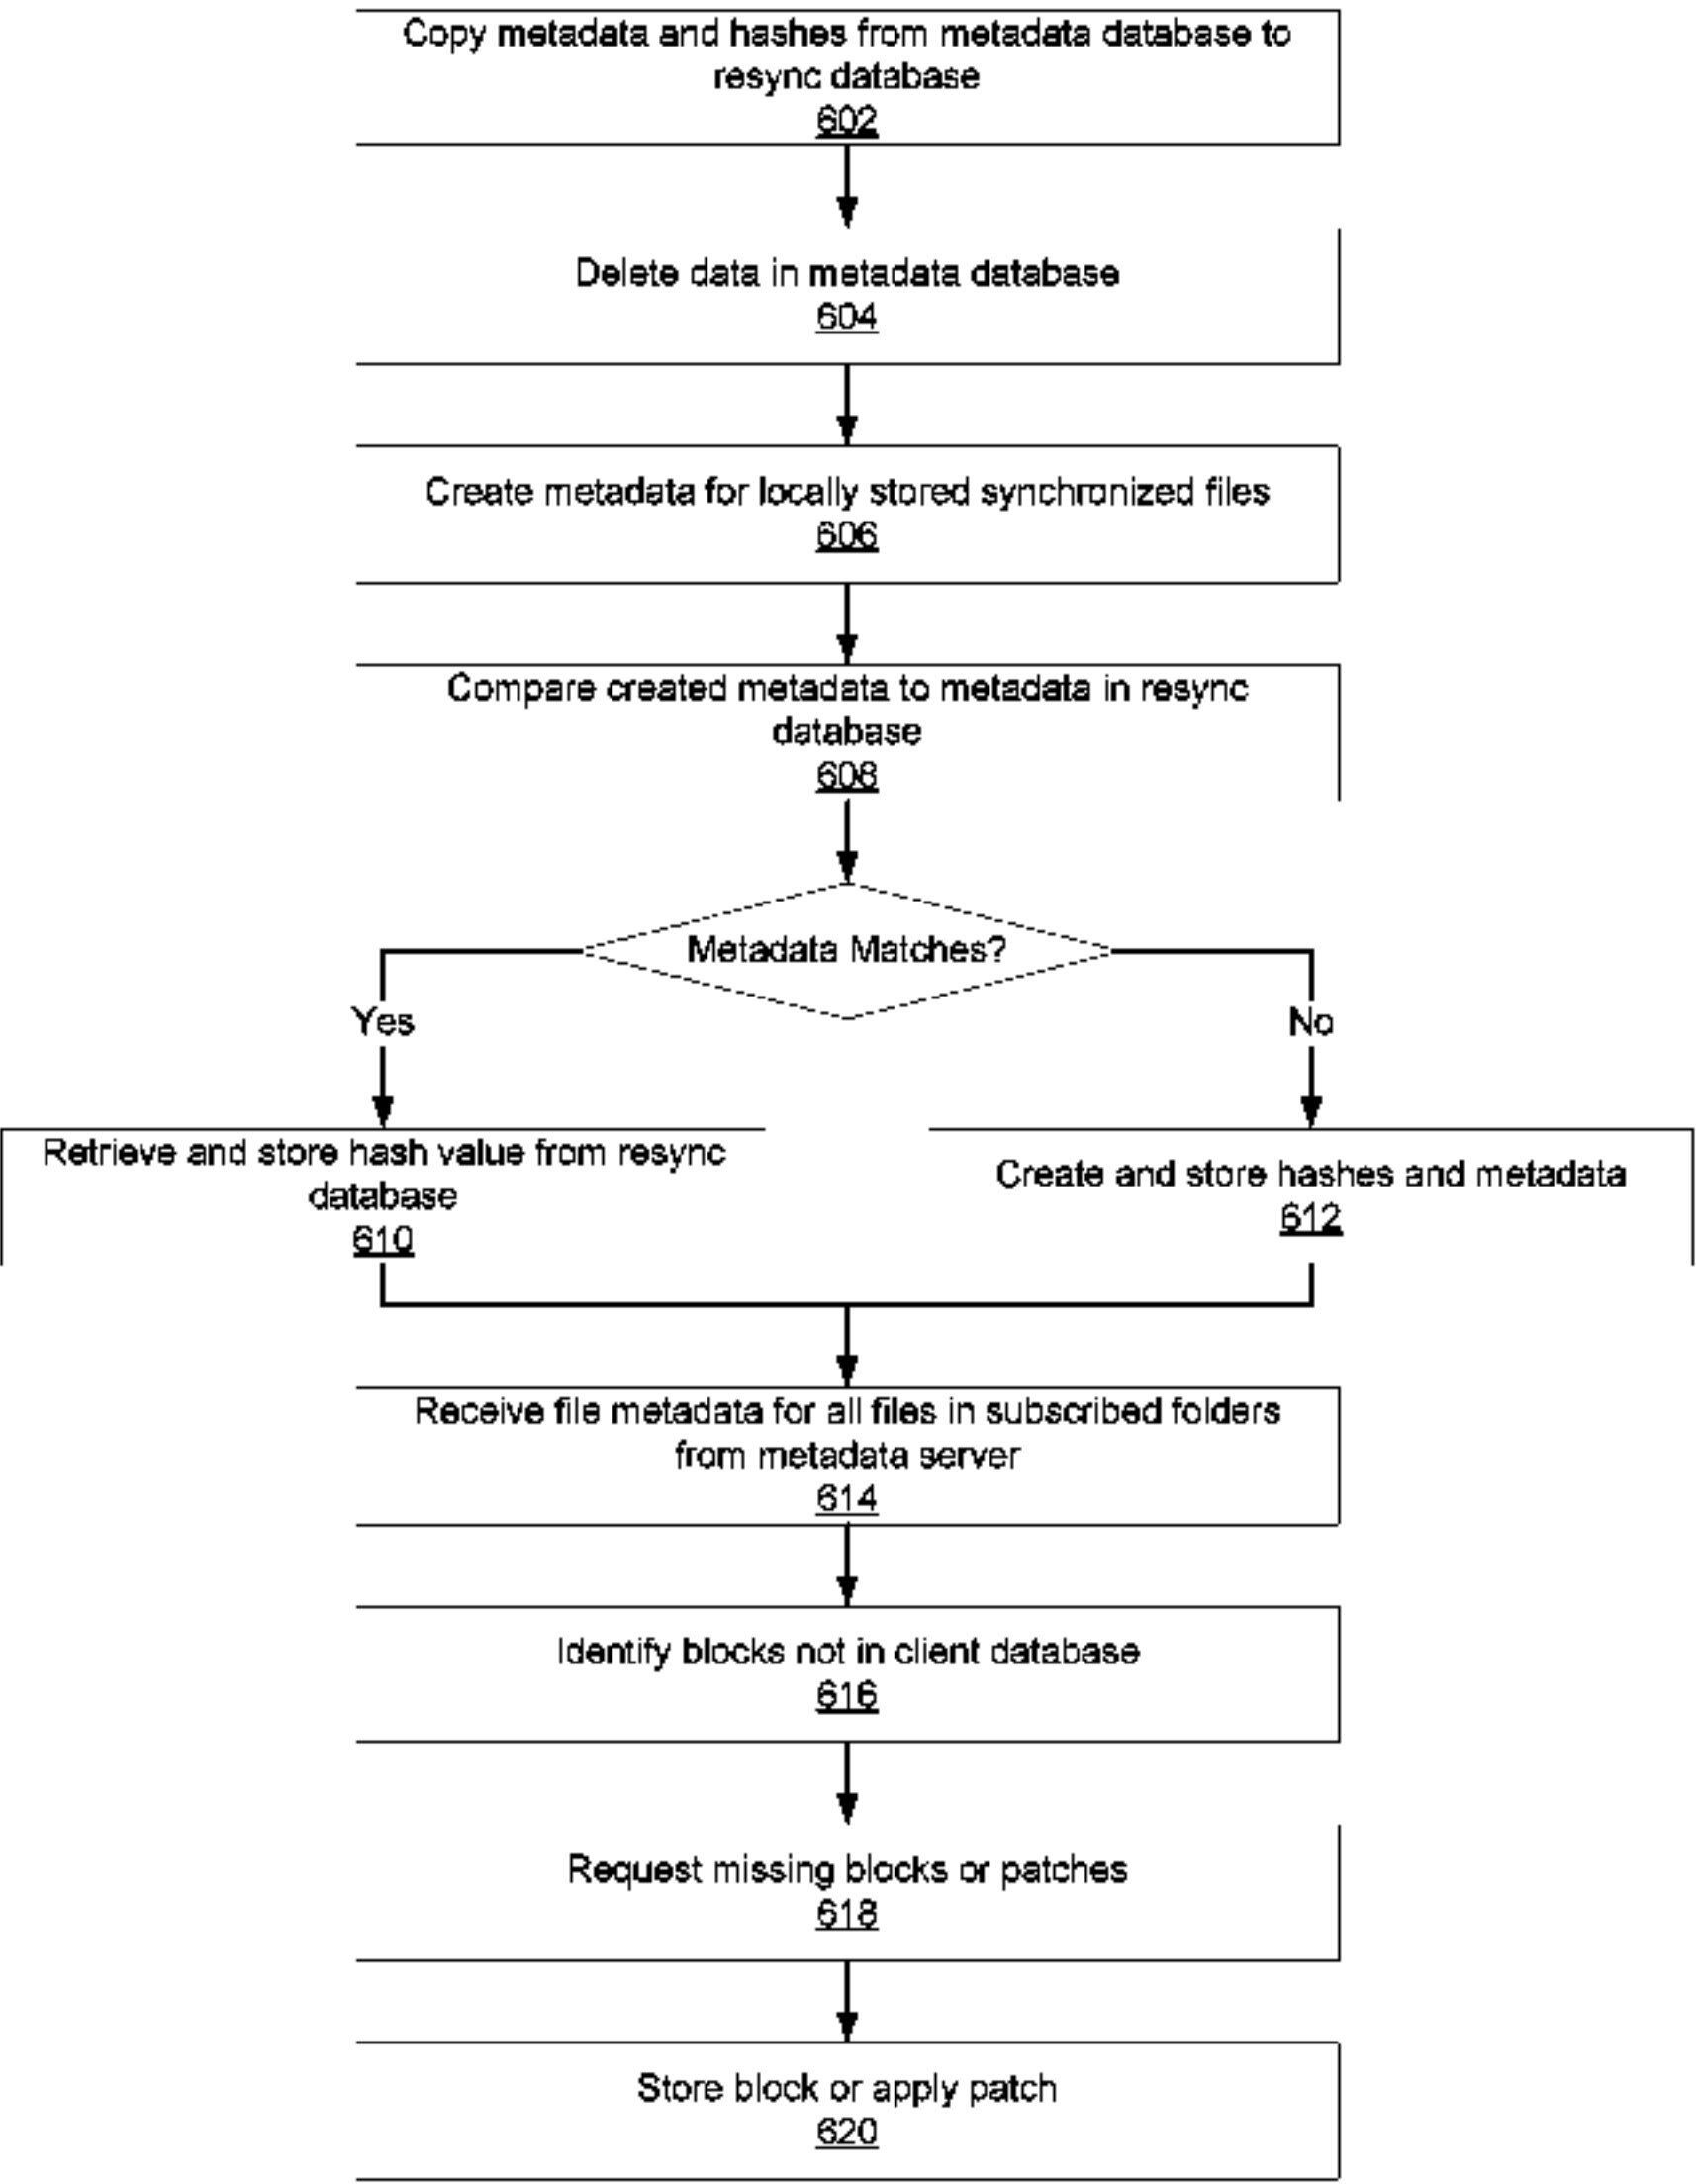 Copy metadata and hashes from metadata database to
resync database
602
Delete data in metadata database
604
Create metadata for locally stored synchronized files
606
Compare created metadata to metadata in resync
database
608
Metadata Matches?
Yes
No
Retrieve and store hash value from resync
database
610
Create and store hashes and metadata
612
Receive file metadata for all files in subscribed folders
from metadata server
614
Identify blocks not in client database
616
Request missing blocks or patches
618
Store block or apply patch
620